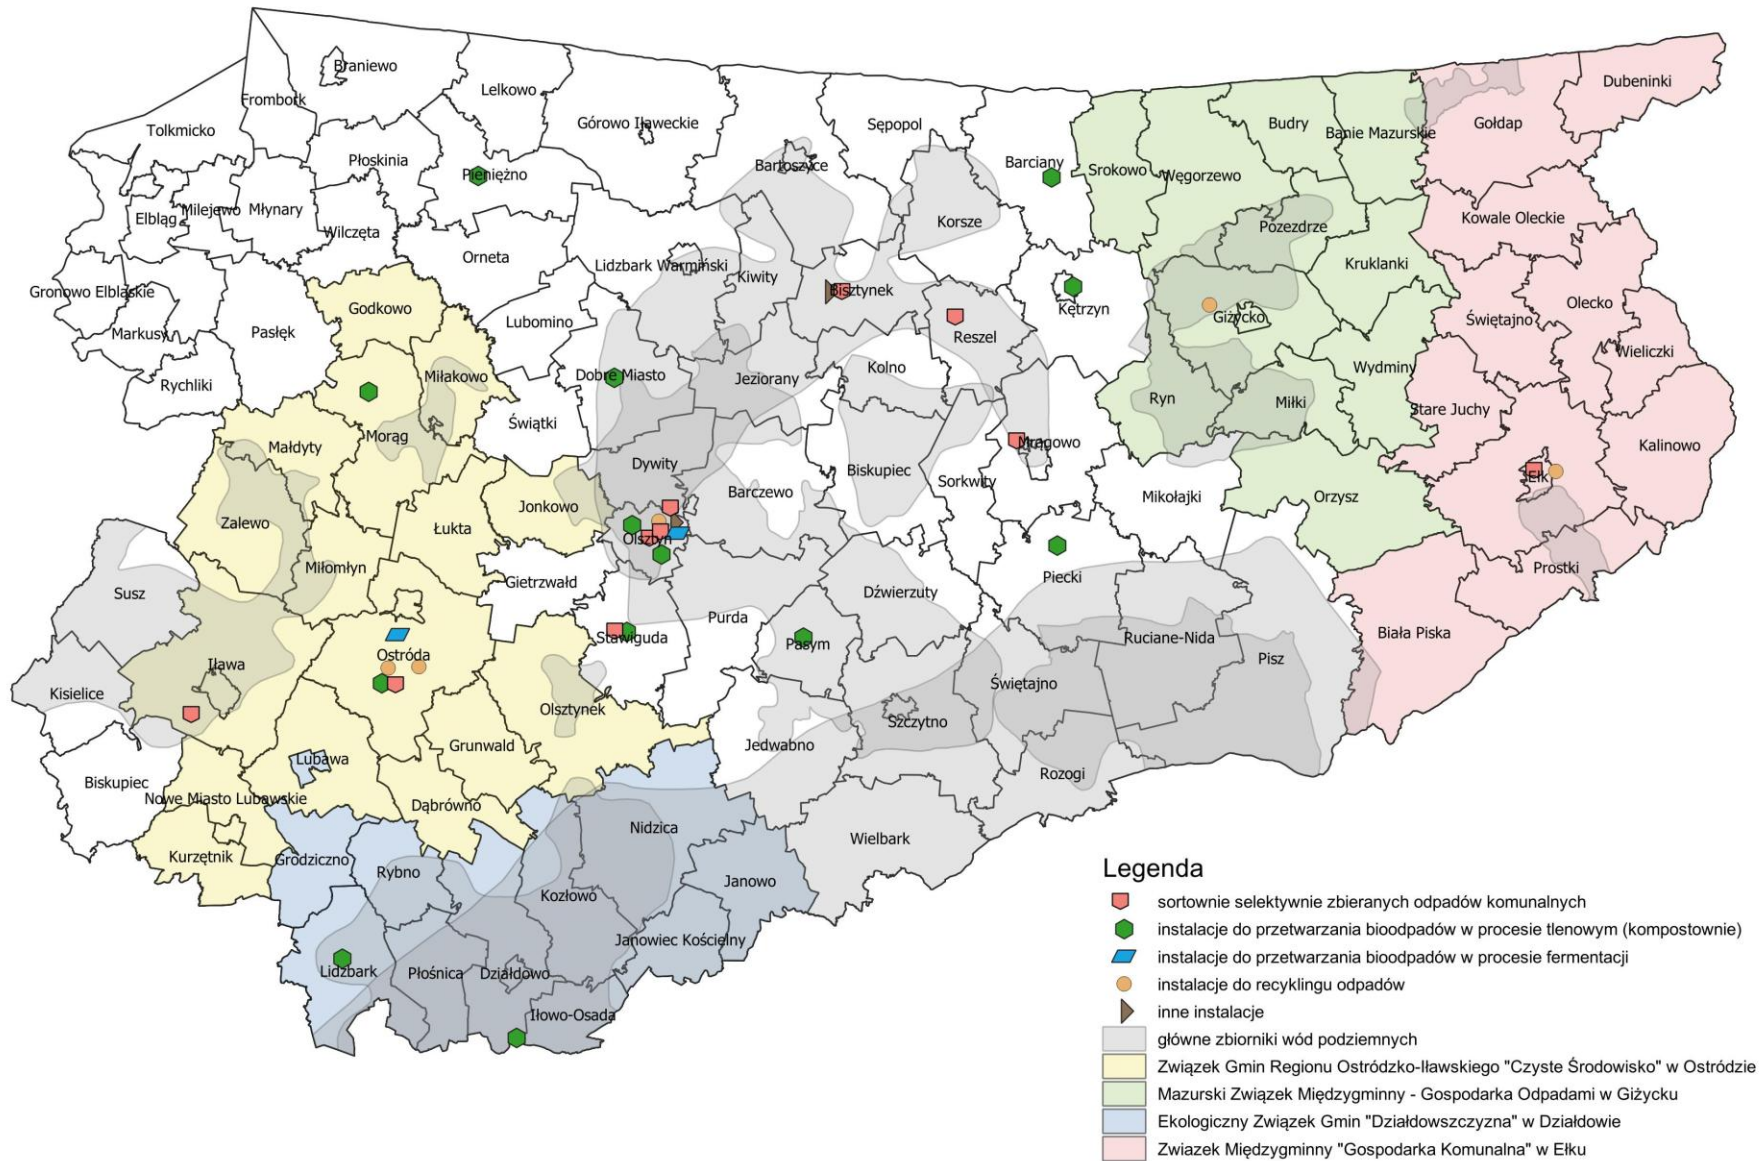 Braniewo
Dubeninki
Lelkowo
Frombork
Tolkmicko
Górowo Iławeckie
Sępopol
Budry
Banie Mazurskie
Gołdap
Płoskinia
Bartoszyce
Barciany
Srokowo
Węgorzewo
Pieniężno
Elbląg
Milejewo
Młynary
Wilczęta
Korsze
Pozezdrze
Kowale Oleckie
Orneta
Lidzbark Warmiński
Kiwity
Kruklanki
Gronowo Elbląskie
Bisztynek
Olecko
Godkowo
Kętrzyn
Giżycko
Świętajno
Markusy
Pasłęk
Lubomino
Reszel
Wieliczki
Rychliki
Miłakowo
Dobre Miasto
Jeziorany
Kolno
Wydminy
Ryn
Miłki
Stare Juchy
Małdyty
Morąg
Świątki
Mrągowo
Kalinowo
Dywity
Biskupiec
Sorkwity
Ełk
Zalewo
Łukta
Jonkowo
Barczewo
Mikołajki
Orzysz
Olsztyn
Susz
Miłomłyn
Gietrzwałd
Dźwierzuty
Piecki
Prostki
Purda
Stawiguda
Pasym
Ruciane-Nida
Biała Piska
Iława
Ostróda
Pisz
Kisielice
Świętajno
Olsztynek
Szczytno
Grunwald
Jedwabno
Lubawa
Rozogi
Biskupiec
Nowe Miasto Lubawskie
Dąbrówno
Nidzica
Wielbark
Kurzętnik
Grodziczno
Rybno
Kozłowo
Janowo
Janowiec Kościelny
Lidzbark
Płośnica
Działdowo
Iłowo-Osada
Legenda
sortownie selektywnie zbieranych odpadów komunalnych
instalacje do przetwarzania bioodpadów w procesie tlenowym (kompostownie)
instalacje do przetwarzania bioodpadów w procesie fermentacji
instalacje do recyklingu odpadów
inne instalacje
główne zbiorniki wód podziemnych
Związek Gmin Regionu Ostródzko-Iławskiego "Czyste Środowisko" w Ostródzie
Mazurski Związek Międzygminny - Gospodarka Odpadami w Giżycku
Ekologiczny Związek Gmin "Działdowszczyzna" w Działdowie
Zwiazek Międzygminny "Gospodarka Komunalna" w Ełku